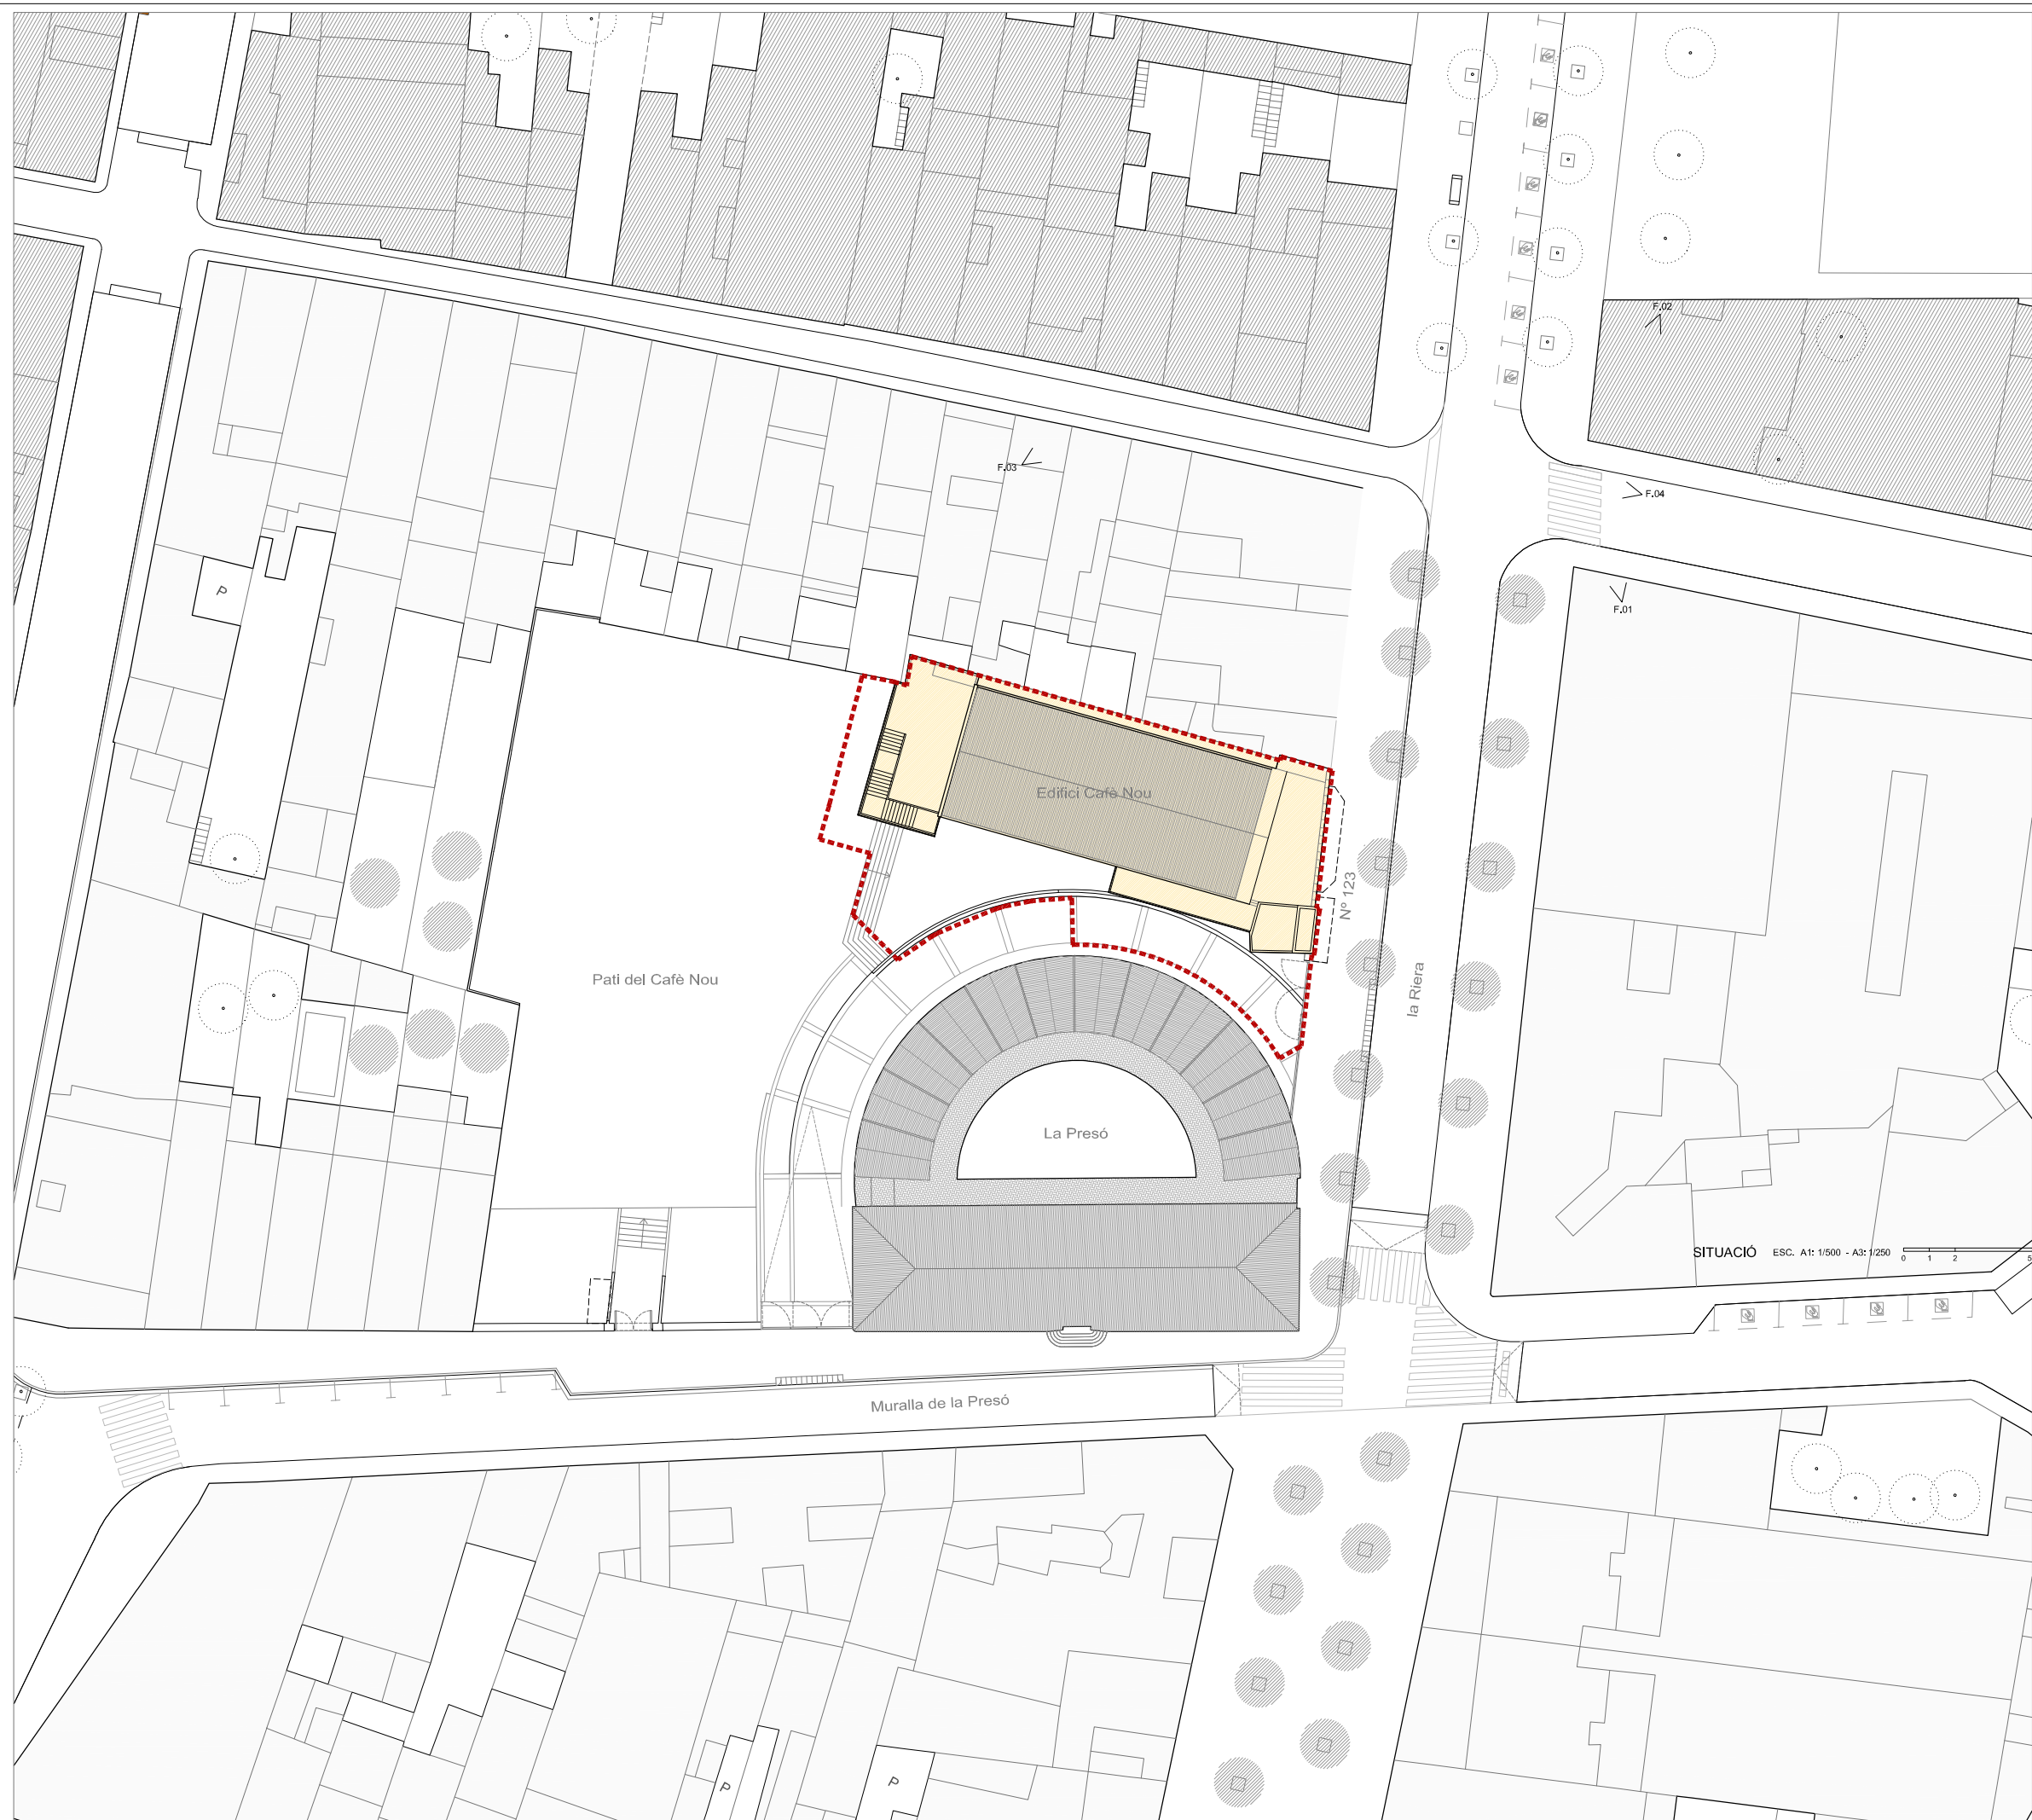 F.02
F.03
F.04
P
F.01
Edifici Cafè Nou
Nº 123
Pati del Cafè Nou
la Riera
La Presó
SITUACIÓ ESC. A1: 1/500 - A3: 1/250
0 1 2 5
Muralla de la Presó
P
P